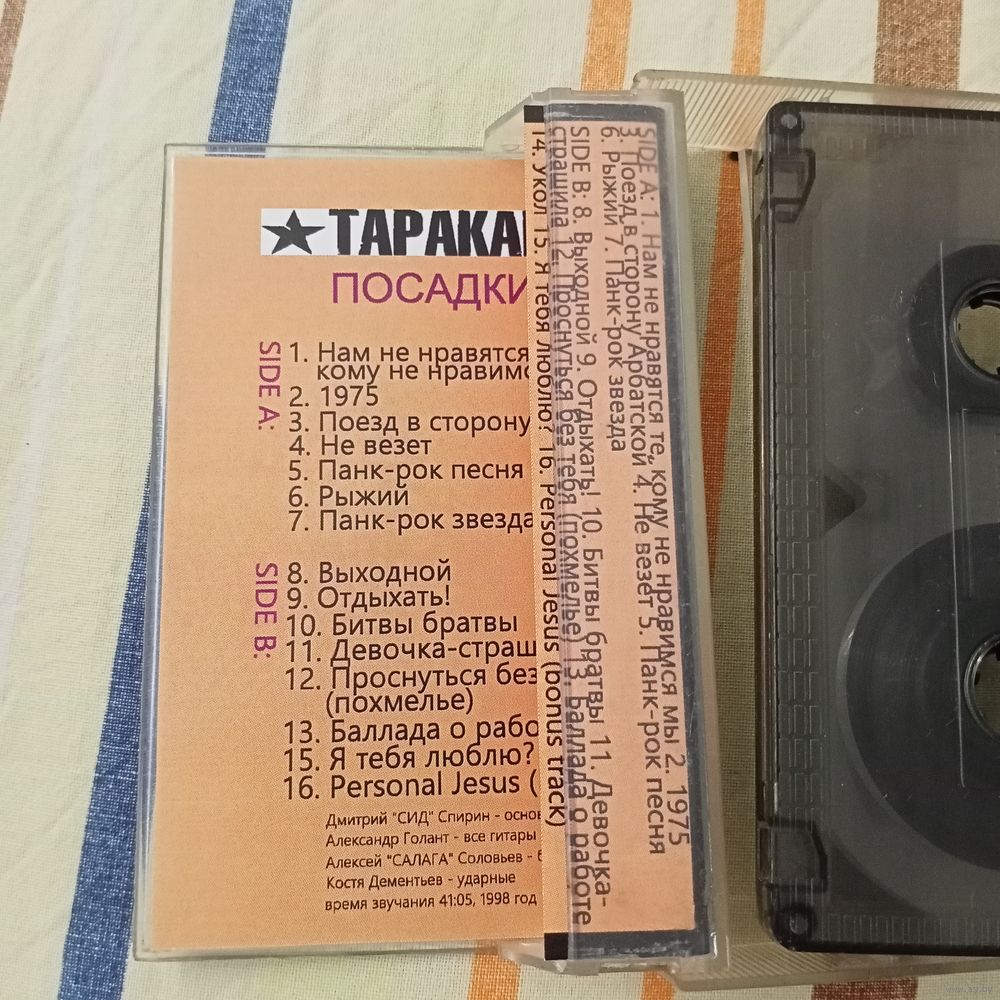 ★ТАРАКА
ПОСАДКИ
SIDE A:
1. Нам не нравятся
кому не нравимс
2. 1975
3. Поезд в сторону
4. Не везет
5. Панк-рок песня
6. Рыжий
7. Панк-рок звезда
SIDE B:
8. Выходной
9. Отдыхать!
10. Битвы братвы
11. Девочка-страш
12. Проснуться без
(похмелье)
13. Баллада о рабо
15. Я тебя люблю?
16. Personal Jesus (
Дмитрий "СИД" Спирин - осно
Александр Голант - все гитары
Алексей "САЛАГА" Соловьев -
Костя Дементьев - ударные
время звучания 41:05, 1998 год
SIDE A: 1. Нам не нравятся те, кому не нравимся мы 2. 1975
3. Поезд в сторону Арбатской 4. Не везет 5. Панк-рок песня
6. Рыжий 7. Панк-рок звезда
SIDE B: 8. Выходной 9. Отдыхать! 10. Битвы братвы 11. Девочка-
страшила 12. Проснуться без тебя (похмелье) 13. Баллада о работе
14. Укол 15. Я тебя люблю? 16. Personal Jesus (bonus track)
www.ay.by